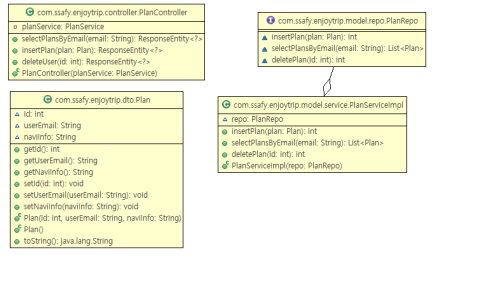 com.ssafy.enjoytrip.controller.PlanController
planService: PlanService
selectPlansByEmail(email: String): ResponseEntity<?>
insertPlan(plan: Plan): ResponseEntity<?>
deleteUser(id: int): ResponseEntity<?>
PlanController(planService: PlanService)
com.ssafy.enjoytrip.model.repo.PlanRepo
insertPlan(plan: Plan): int
selectPlansByEmail(email: String): List<Plan>
deletePlan(id: int): int
com.ssafy.enjoytrip.dto.Plan
id: int
userEmail: String
naviInfo: String
getId(): int
getUserEmail(): String
getNaviInfo(): String
setId(id: int): void
setUserEmail(userEmail: String): void
setNaviInfo(naviInfo: String): void
Plan(id: int, userEmail: String, naviInfo: String)
Plan()
toString(): java.lang.String
com.ssafy.enjoytrip.model.service.PlanServiceImpl
repo: PlanRepo
insertPlan(plan: Plan): int
selectPlansByEmail(email: String): List<Plan>
deletePlan(id: int): int
PlanServiceImpl(repo: PlanRepo)